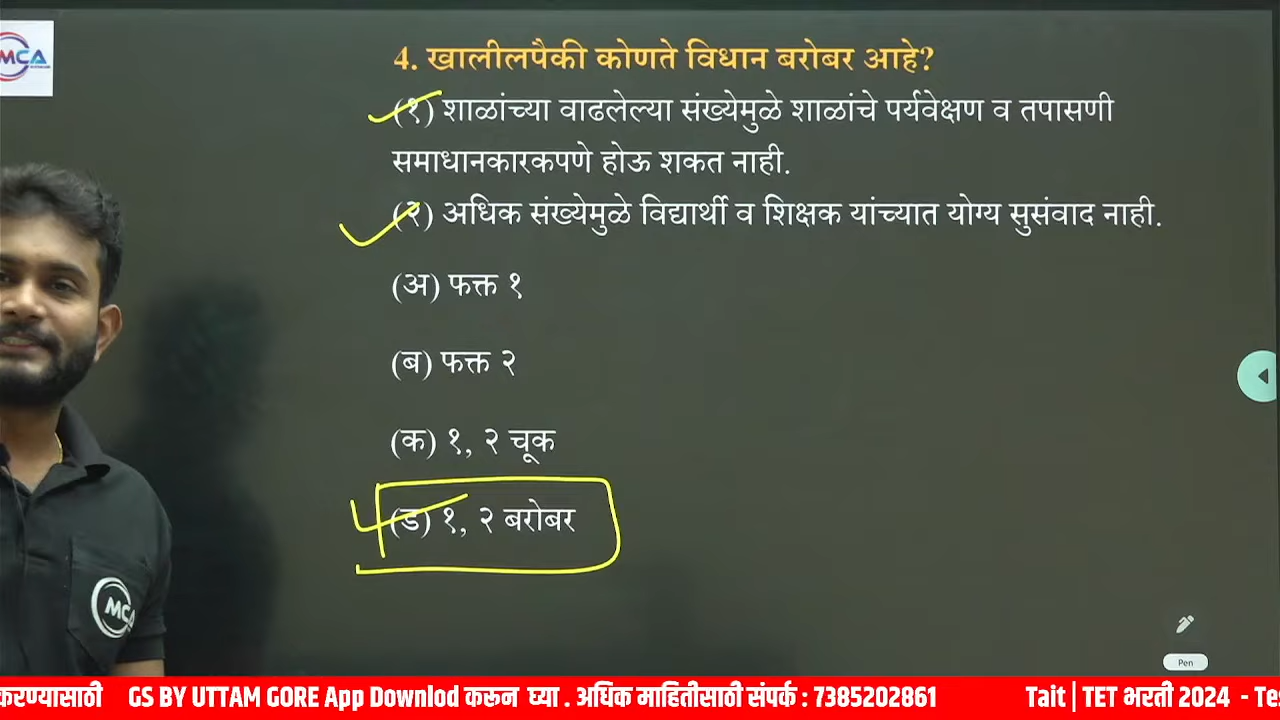 MCA
4. खालीलपैकी कोणते विधान बरोबर आहे?
(१) शाळांच्या वाढलेल्या संख्येमुळे शाळांचे पर्यवेक्षण व तपासणी
समाधानकारकपणे होऊ शकत नाही.
(२) अधिक संख्येमुळे विद्यार्थी व शिक्षक यांच्यात योग्य सुसंवाद नाही.
(अ) फक्त १
(ब) फक्त २
(क) १, २ चूक
(ड) १, २ बरोबर
MC
Pen
करण्यासाठी GS BY UTTAM GORE App Downlod करून घ्या . अधिक माहितीसाठी संपर्क : 7385202861 Tait | TET भरती 2024 - Tes